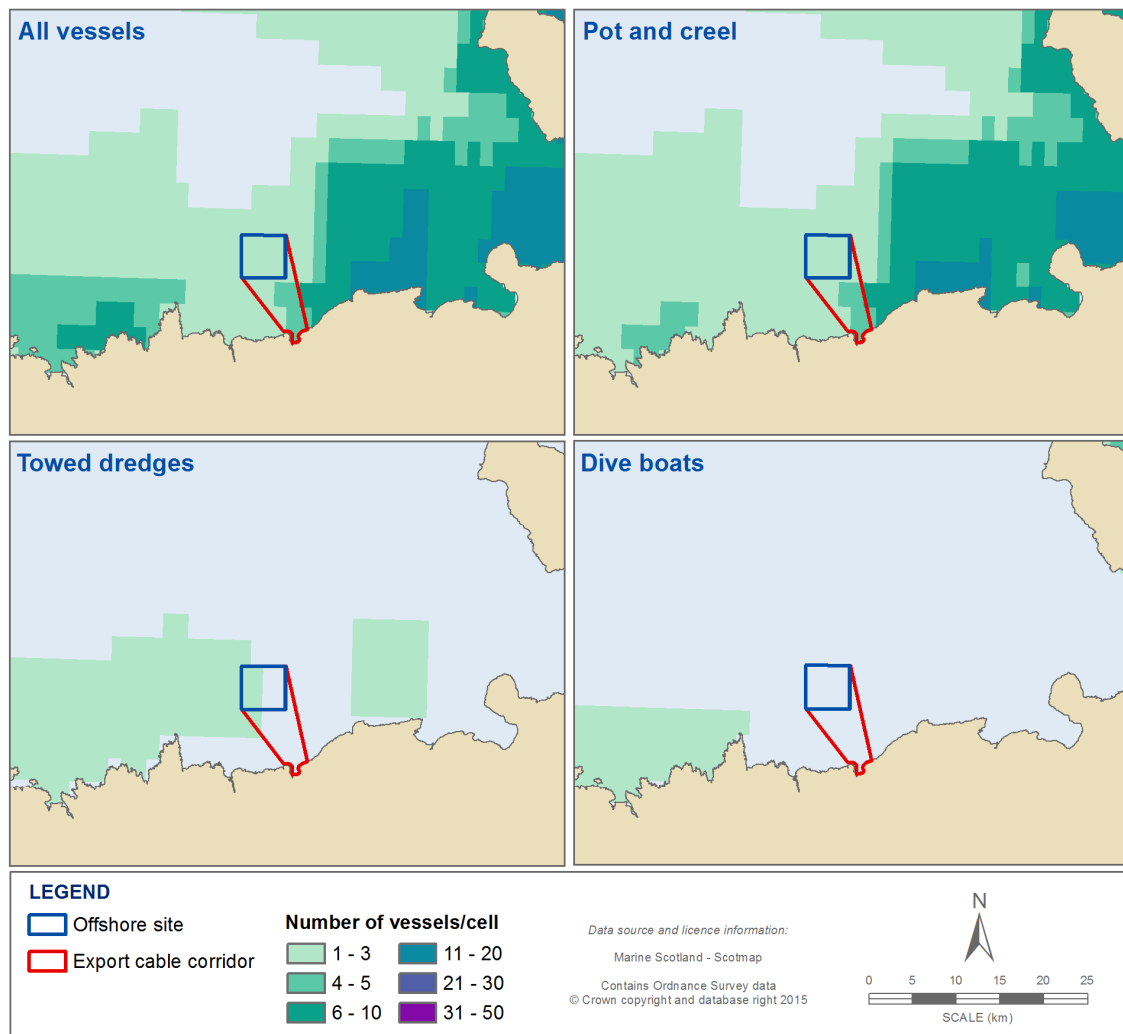 All vessels
Pot and creel
Towed dredges
Dive boats
LEGEND
Offshore site
Export cable corridor
Number of vessels/cell
1 - 3
4 - 5
6 - 10
11 - 20
21 - 30
31 - 50
Data source and licence information:
Marine Scotland - Scotmap
Contains Ordnance Survey data
© Crown copyright and database right 2015
N
0 5 10 15 20 25
SCALE (km)